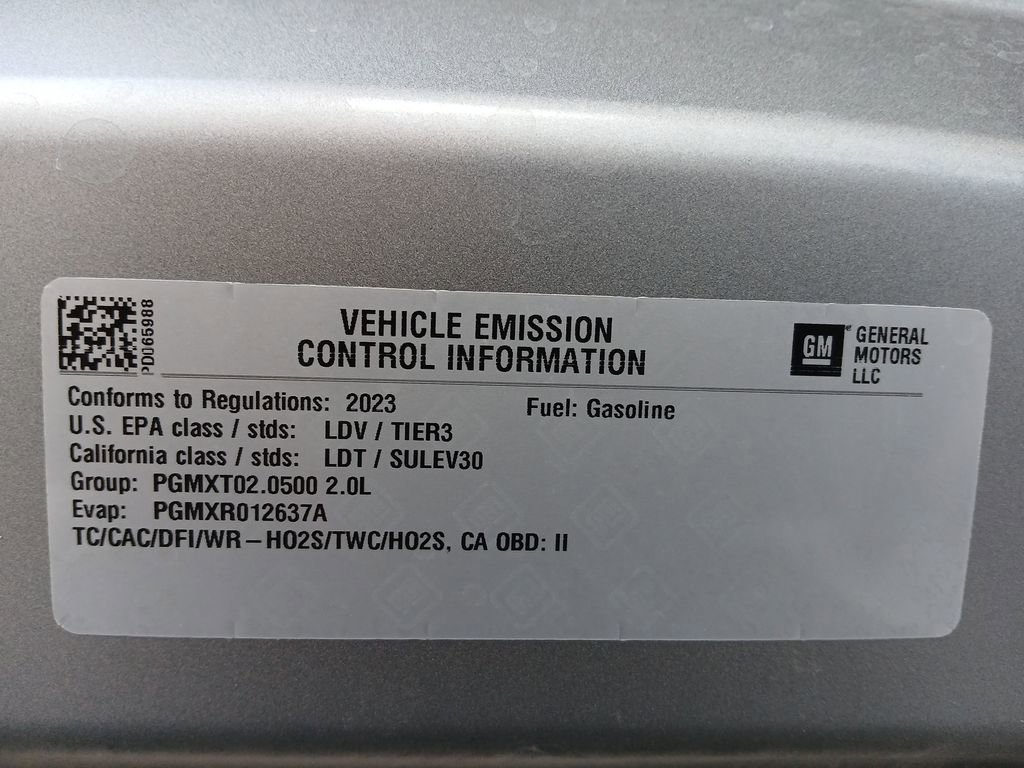 PD065988
VEHICLE EMISSION
CONTROL INFORMATION
GM
GENERAL
MOTORS
LLC
Conforms to Regulations: 2023
Fuel: Gasoline
U.S. EPA class / stds: LDV / TIER3
California class / stds: LDT / SULEV30
Group: PGMXT02.0500 2.0L
Evap: PGMXR012637A
TC/CAC/DFI/WR – HO2S/TWC/HO2S, CA OBD: II